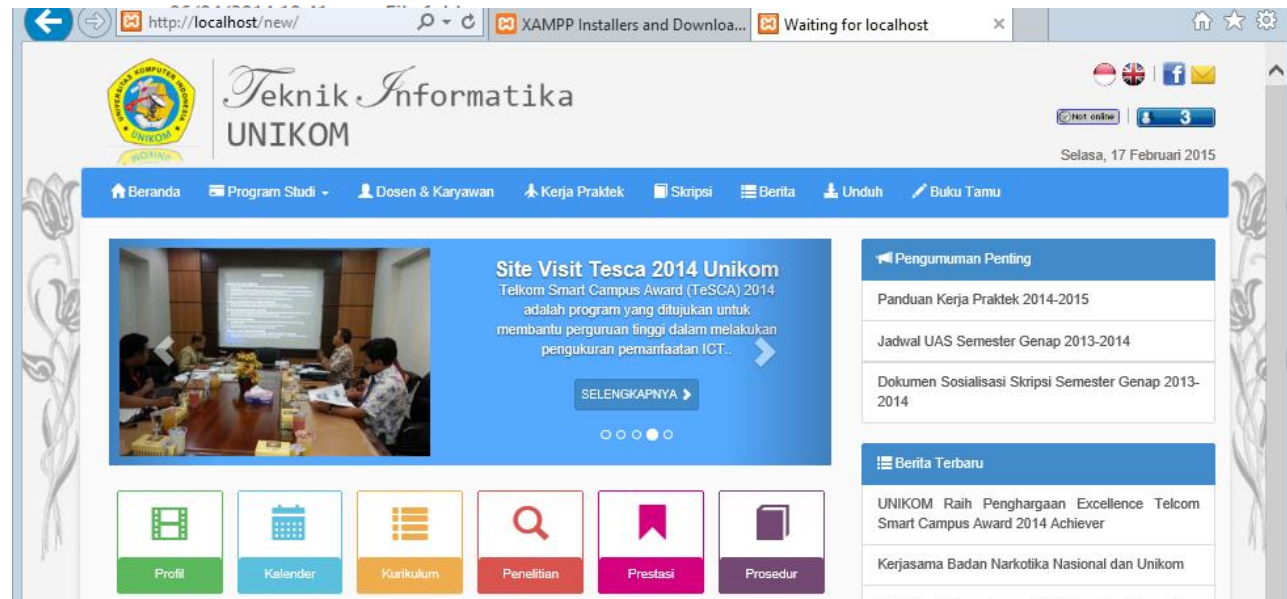 http://localhost/new/
XAMPP Installers and Downloa...
Waiting for localhost
UNIVERSITAS KOMPUTER INDONESIA
UNIKOM
Teknik Informatika
UNIKOM
Not online
3
Selasa, 17 Februari 2015
Beranda
Program Studi
Dosen & Karyawan
Kerja Praktek
Skripsi
Berita
Unduh
Buku Tamu
Site Visit Tesca 2014 Unikom
Telkom Smart Campus Award (TeSCA) 2014
adalah program yang ditujukan untuk
membantu perguruan tinggi dalam melakukan
pengukuran pemanfaatan ICT..
SELENGKAPNYA
Pengumuman Penting
Panduan Kerja Praktek 2014-2015
Jadwal UAS Semester Genap 2013-2014
Dokumen Sosialisasi Skripsi Semester Genap 2013-
2014
Berita Terbaru
UNIKOM Raih Penghargaan Excellence Telcom
Smart Campus Award 2014 Achiever
Kerjasama Badan Narkotika Nasional dan Unikom
Profil
Kalender
Kurikulum
Penelitian
Prestasi
Prosedur